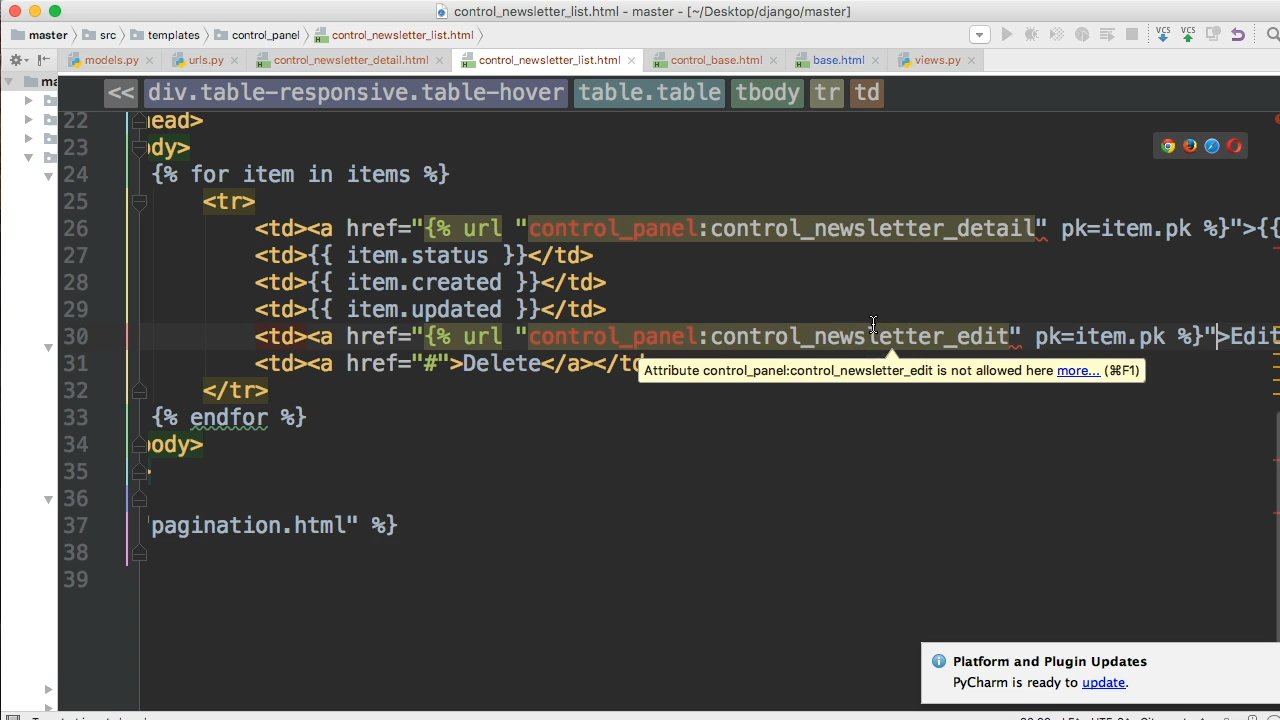 control_newsletter_list.html - master - [~/Desktop/django/master]
master src templates control_panel control_newsletter_list.html
VCS VCS
models.py urls.py control_newsletter_detail.html control_newsletter_list.html control_base.html base.html views.py
ma
<< div.table-responsive.table-hover table.table tbody tr td
22 ead>
23 dy>
24 {% for item in items %}
25 <tr>
26 <td><a href="{% url "control_panel:control_newsletter_detail" pk=item.pk %}">{{
27 <td>{{ item.status }}</td>
28 <td>{{ item.created }}</td>
29 <td>{{ item.updated }}</td>
30 <td><a href="{% url "control_panel:control_newsletter_edit" pk=item.pk %}">Edit
31 <td><a href="#">Delete</a></td
Attribute control_panel:control_newsletter_edit is not allowed here more... (⌘F1)
32 </tr>
33 {% endfor %}
34 body>
35 >
36
37 "pagination.html" %}
38
39
Platform and Plugin Updates
PyCharm is ready to update.